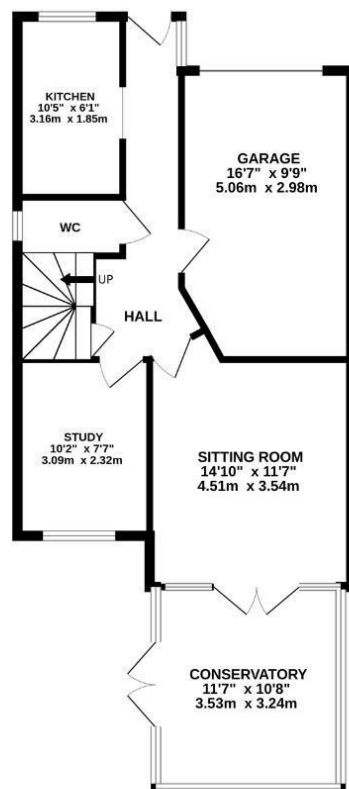 KITCHEN
10'5" x 6'1"
3.16m x 1.85m
GARAGE
16'7" x 9'9"
5.06m x 2.98m
WC
UP
HALL
STUDY
10'2" x 7'7"
3.09m x 2.32m
SITTING ROOM
14'10" x 11'7"
4.51m x 3.54m
CONSERVATORY
11'7" x 10'8"
3.53m x 3.24m